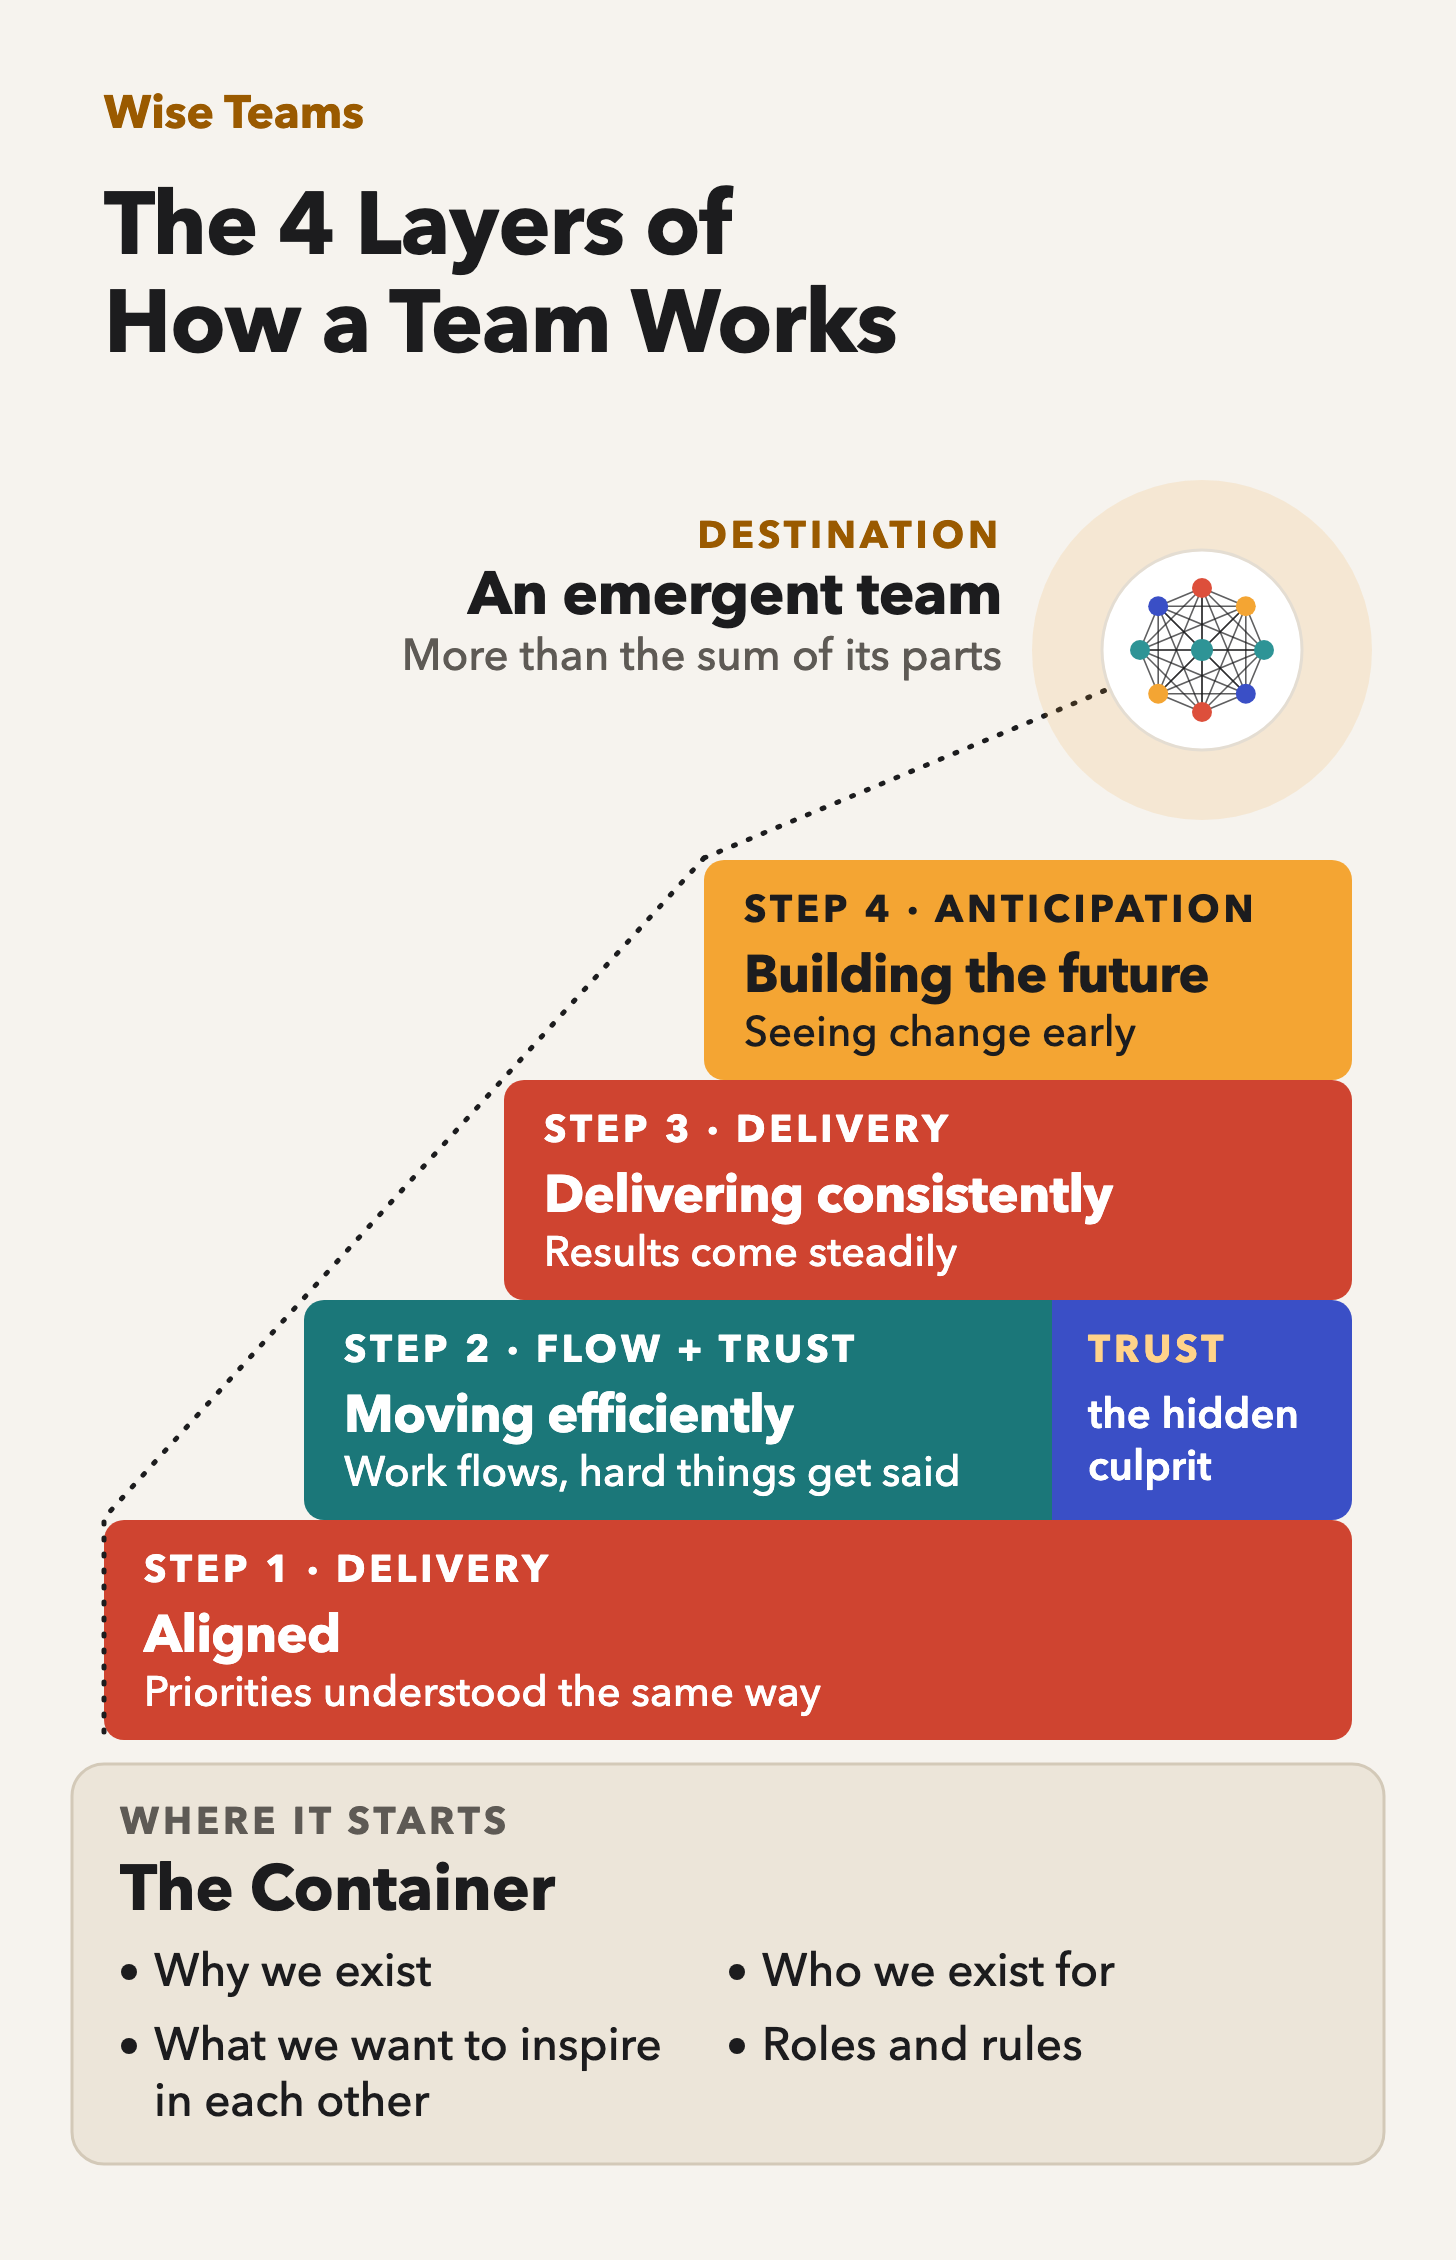 Wise Teams
The 4 Layers of
How a Team Works
DESTINATION
An emergent team
More than the sum of its parts
STEP 4 · ANTICIPATION
Building the future
Seeing change early
STEP 3 · DELIVERY
Delivering consistently
Results come steadily
STEP 2 · FLOW + TRUST
Moving efficiently
Work flows, hard things get said
TRUST
the hidden
culprit
STEP 1 · DELIVERY
Aligned
Priorities understood the same way
WHERE IT STARTS
The Container
• Why we exist
• What we want to inspire
in each other
• Who we exist for
• Roles and rules